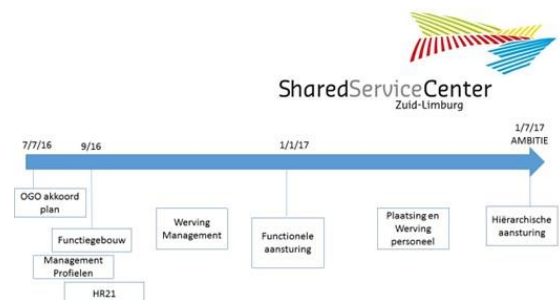 SharedServiceCenter
Zuid-Limburg
7/7/16
9/16
1/1/17
1/7/17
AMBITIE
OGO akkoord
plan
Functiegebouw
Management
Profielen
HR21
Werving
Management
Functionele
aansturing
Plaatsing en
Werving
personeel
Hiërarchische
aansturing